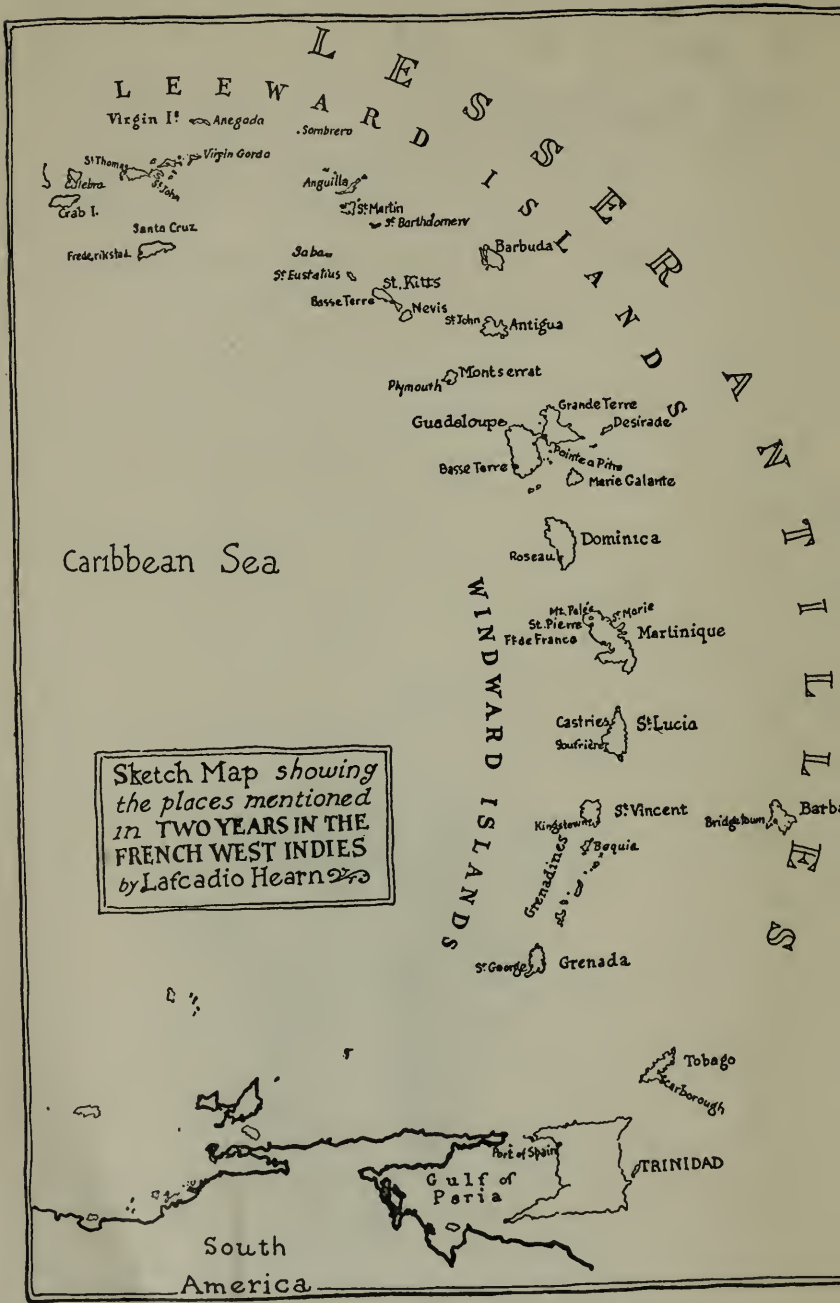 LESSER ANTILLES
LEEWARD ISLANDS
Virgin Is
Anegada
Sombrero
St Thomas
Virgin Gorda
St John
Crab I.
Anguilla
St Martin
St Bartholomew
Santa Cruz
Frederikstad
Barbuda
Saba
St Eustatius
St. Kitts
Basse Terre
Nevis
St John
Antigua
Montserrat
Plymouth
Grande Terre
Guadeloupe
Desirade
Pointe a Pitre
Basse Terre
Marie Galante
Caribbean Sea
Dominica
Roseau
WINDWARD ISLANDS
Mt. Pelée
St. Marie
St. Pierre
Martinique
Ft de France
Castries
St. Lucia
Soufrière
Sketch Map showing
the places mentioned
in TWO YEARS IN THE
FRENCH WEST INDIES
by Lafcadio Hearn
St. Vincent
Kingstown
Bridgetown
Barba
Bequia
Grenadines
St. George
Grenada
Tobago
Scarborough
Port of Spain
TRINIDAD
Gulf of
Paria
South
America